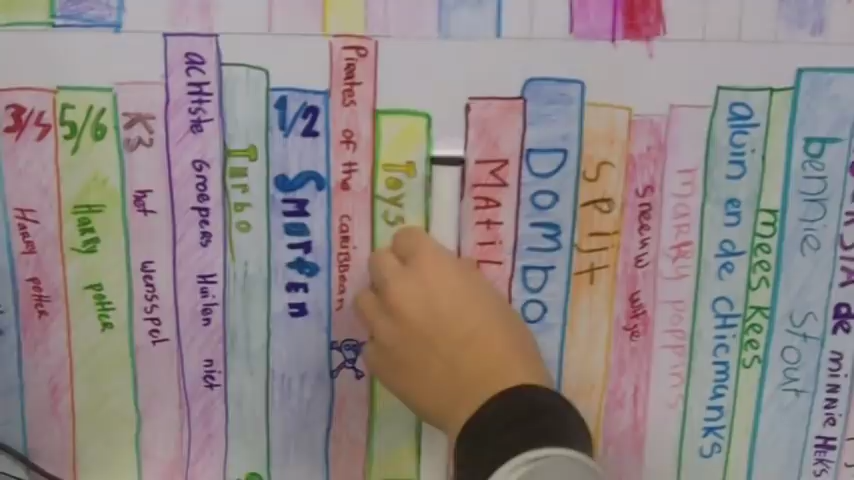 3/4
Harry potter
5/6
Harry potter
K3 het wensspel
achtste Groepers Huilen niet
Turbo
1/2 Smurfen
Pirates of the caribbean
Toys
MAtil
DOMbO
Spijt
sneeuw witje
marry poppins
alvin en de chicmunks
mees kees
bennie stout
de minnie Heks